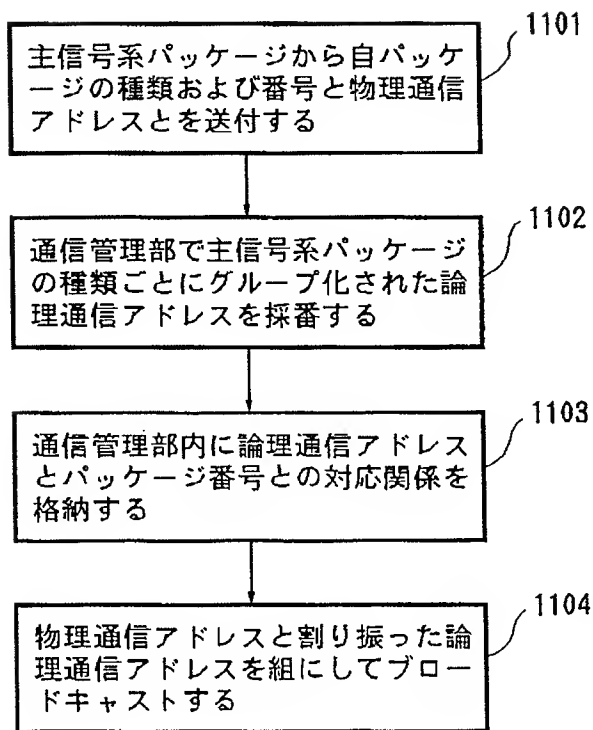 1101
主信号系パッケージから自パッケ
ージの種類および番号と物理通信
アドレスとを送付する
1102
通信管理部で主信号系パッケージ
の種類ごとにグループ化された論
理通信アドレスを採番する
1103
通信管理部内に論理通信アドレス
とパッケージ番号との対応関係を
格納する
1104
物理通信アドレスと割り振った論
理通信アドレスを組にしてブロー
ドキャストする